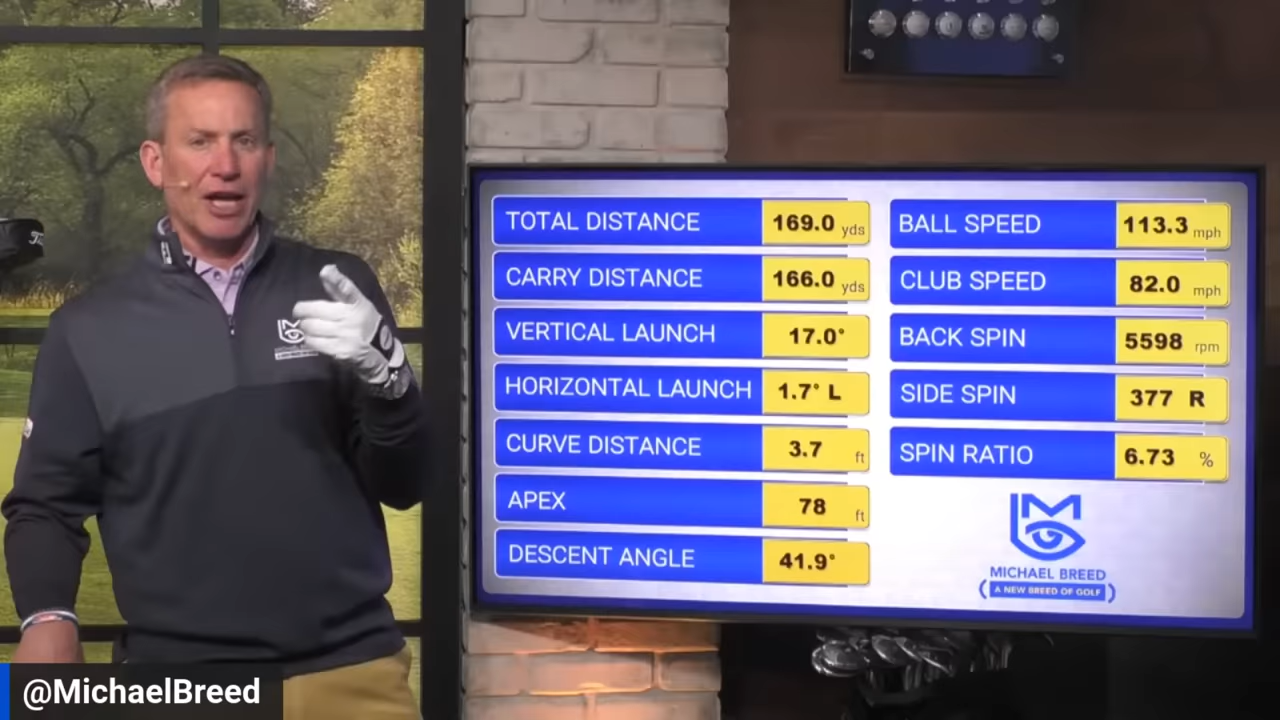 TOTAL DISTANCE 169.0 yds
CARRY DISTANCE 166.0 yds
VERTICAL LAUNCH 17.0°
HORIZONTAL LAUNCH 1.7° L
CURVE DISTANCE 3.7 ft
APEX 78 ft
DESCENT ANGLE 41.9°
BALL SPEED 113.3 mph
CLUB SPEED 82.0 mph
BACK SPIN 5598 rpm
SIDE SPIN 377 R
SPIN RATIO 6.73 %
MICHAEL BREED
(A NEW BREED OF GOLF)
@MichaelBreed